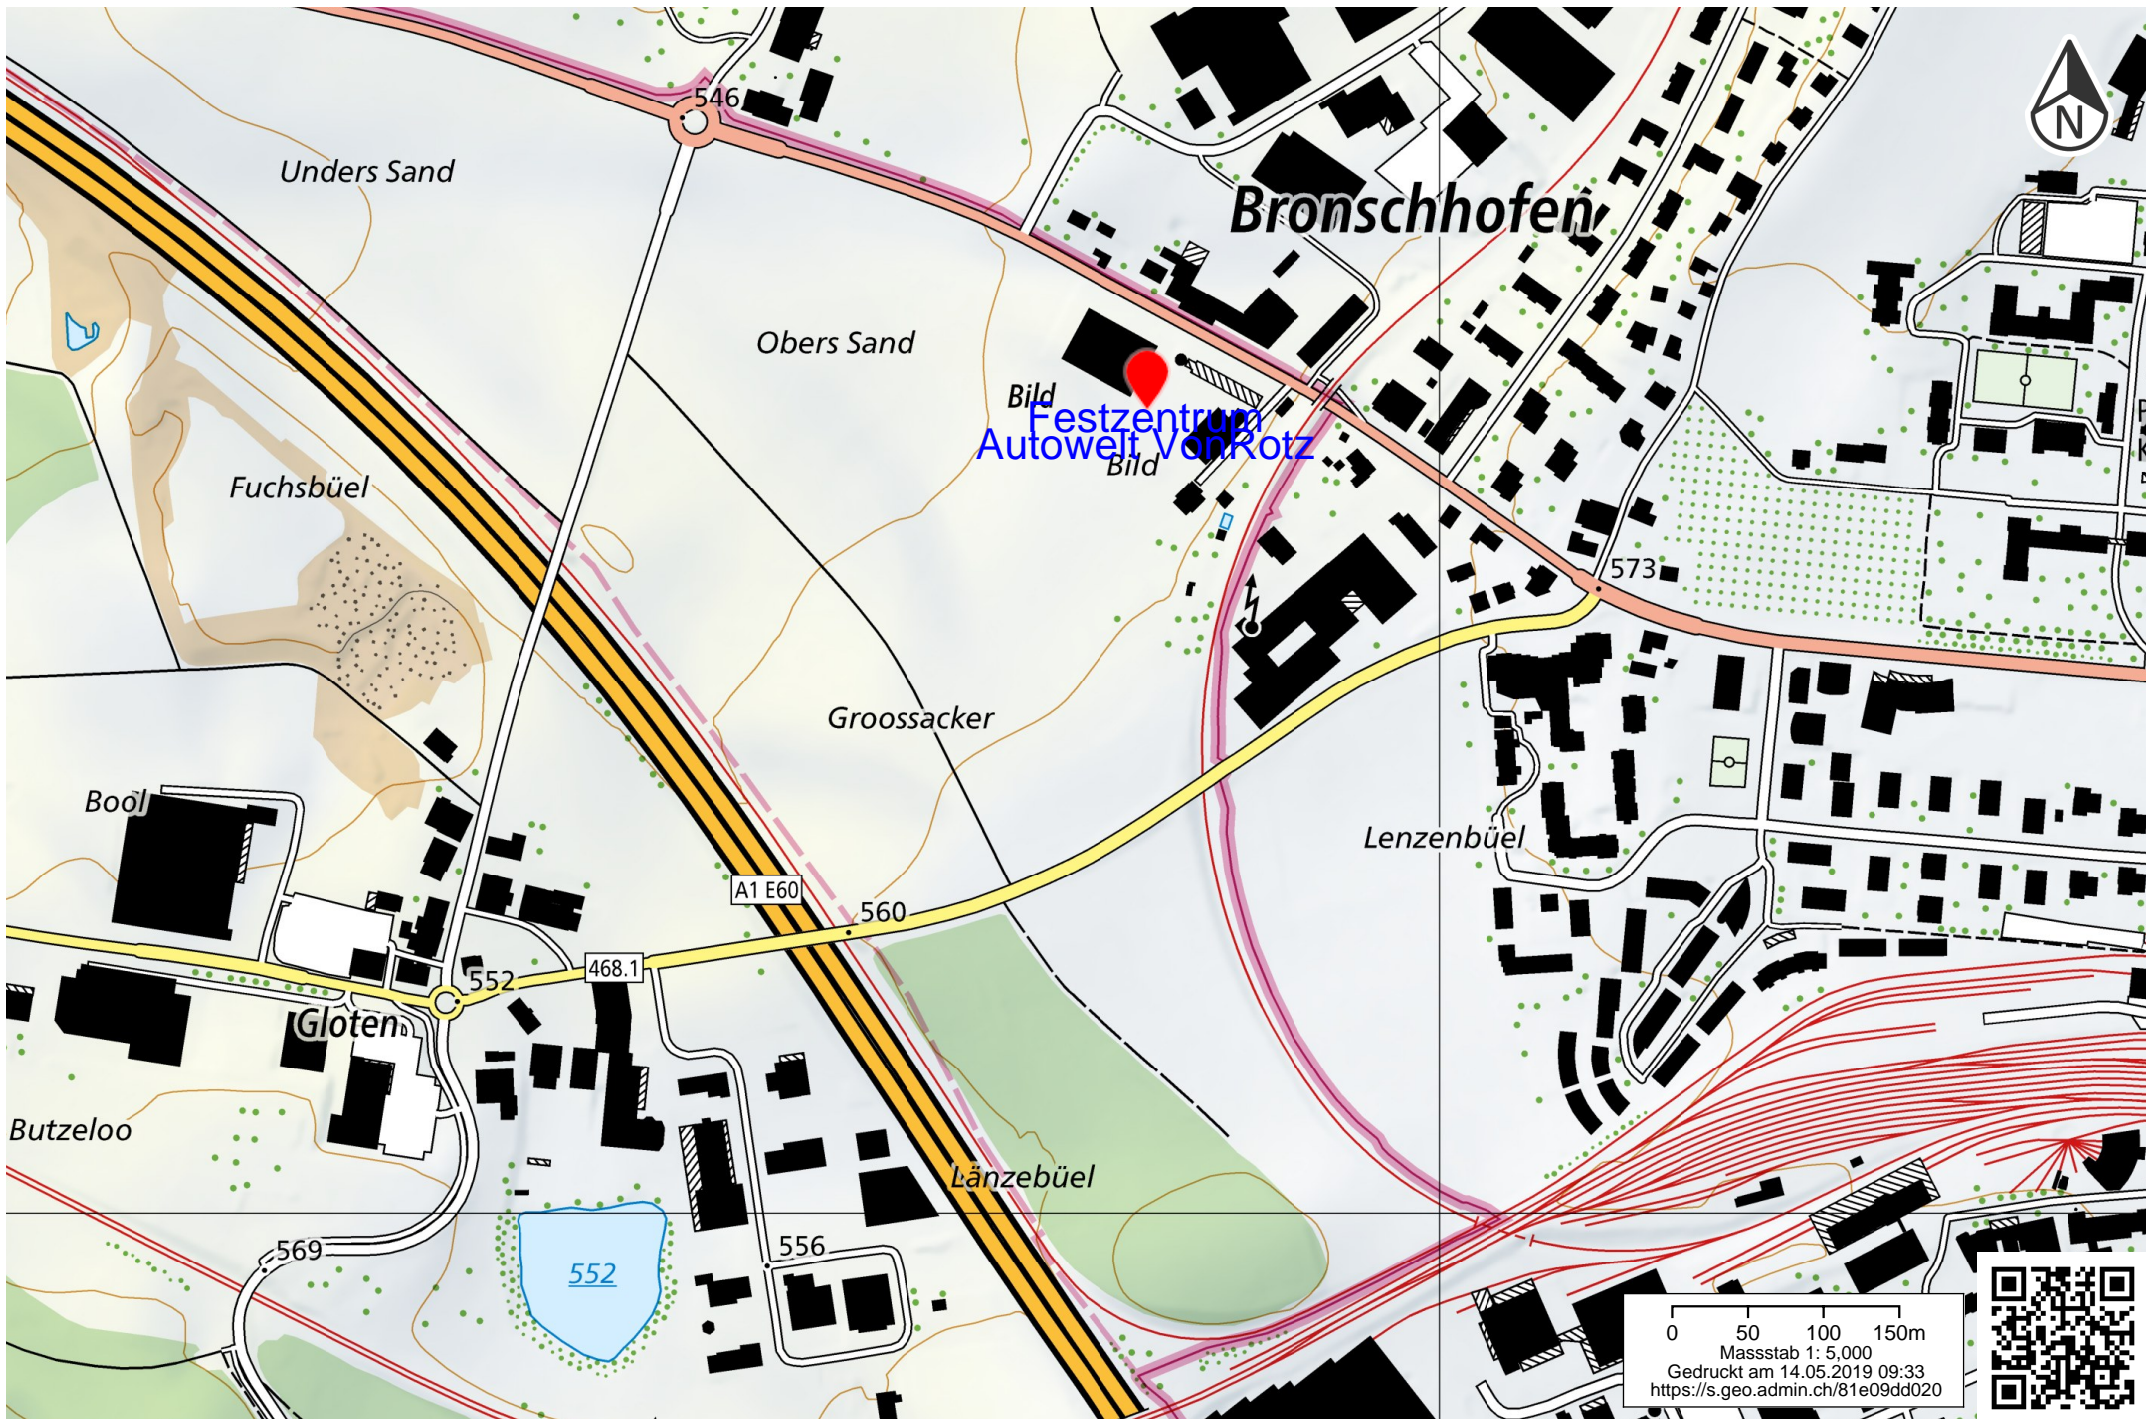 546
Unders Sand
Bronschhofen
N
Obers Sand
Bild
Festzentrum
Autowelt VonRotz
Bild
Fuchsbüel
573
Groossacker
Bool
Lenzenbüel
A1 E60
560
468.1
552
Gloten
Butzeloo
Länzebüel
569
556
552
0 50 100 150m
Massstab 1: 5,000
Gedruckt am 14.05.2019 09:33
https://s.geo.admin.ch/81e09dd020